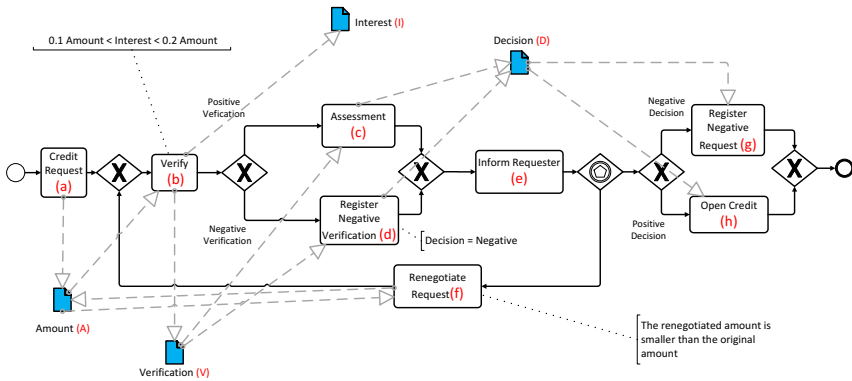 Interest (I)
0.1 Amount < Interest < 0.2 Amount
Decision (D)
Positive
Vefication
Assessment
(c)
Negative
Decision
Register
Negative
Request (g)
Credit
Request
(a)
X
Verify
(b)
X
X
Inform Requester
(e)
X
X
Negative
Verification
Register
Negative
Verification (d)
Decision = Negative
Positive
Decision
Open Credit
(h)
Renegotiate
Request(f)
Amount (A)
The renegotiated amount is
smaller than the original
amount
Verification (V)